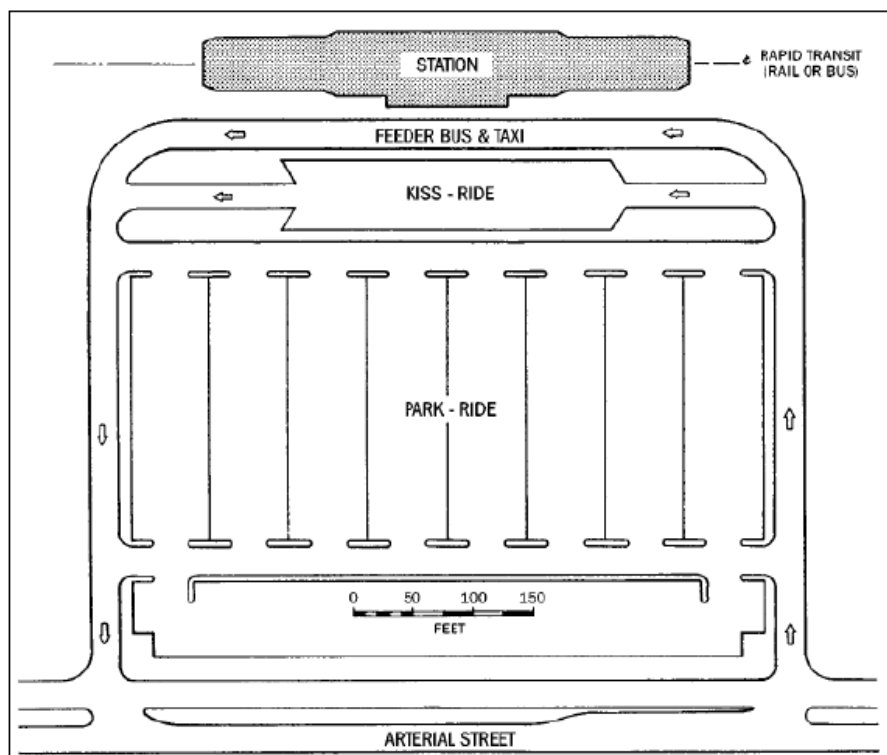 STATION
RAPID TRANSIT
(RAIL OR BUS)
FEEDER BUS & TAXI
KISS - RIDE
PARK - RIDE
0 50 100 150
FEET
ARTERIAL STREET